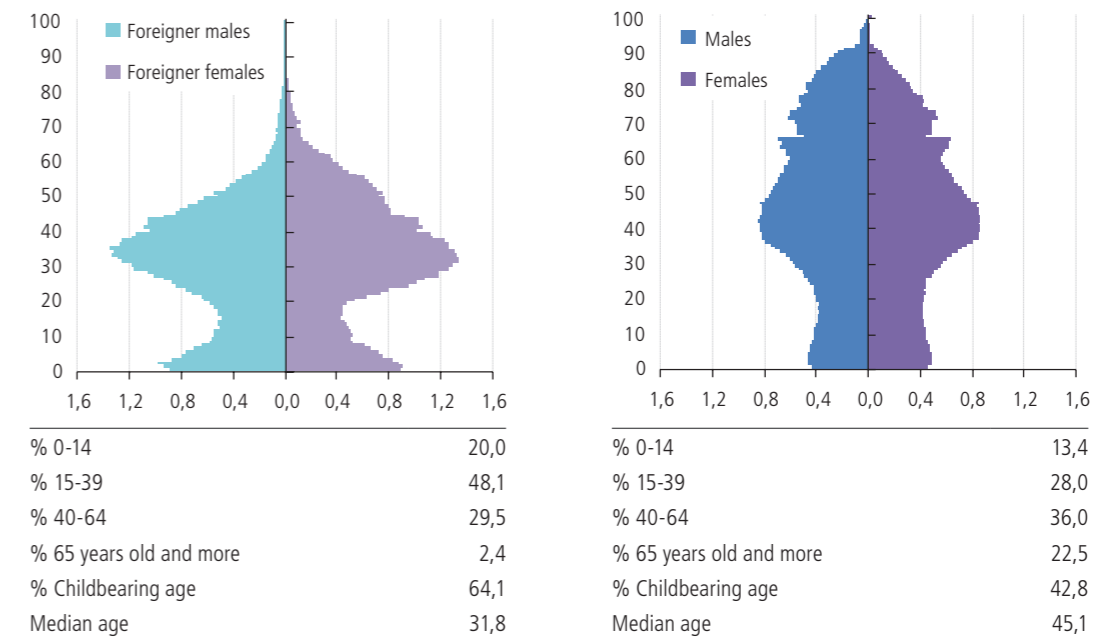 100
90
80
70
60
50
40
30
20
10
0
Foreigner males
Foreigner females
1,6 1,2 0,8 0,4 0,0 0,4 0,8 1,2 1,6
% 0-14 20,0
% 15-39 48,1
% 40-64 29,5
% 65 years old and more 2,4
% Childbearing age 64,1
Median age 31,8
100
90
80
70
60
50
40
30
20
10
0
Males
Females
1,6 1,2 0,8 0,4 0,0 0,4 0,8 1,2 1,6
% 0-14 13,4
% 15-39 28,0
% 40-64 36,0
% 65 years old and more 22,5
% Childbearing age 42,8
Median age 45,1